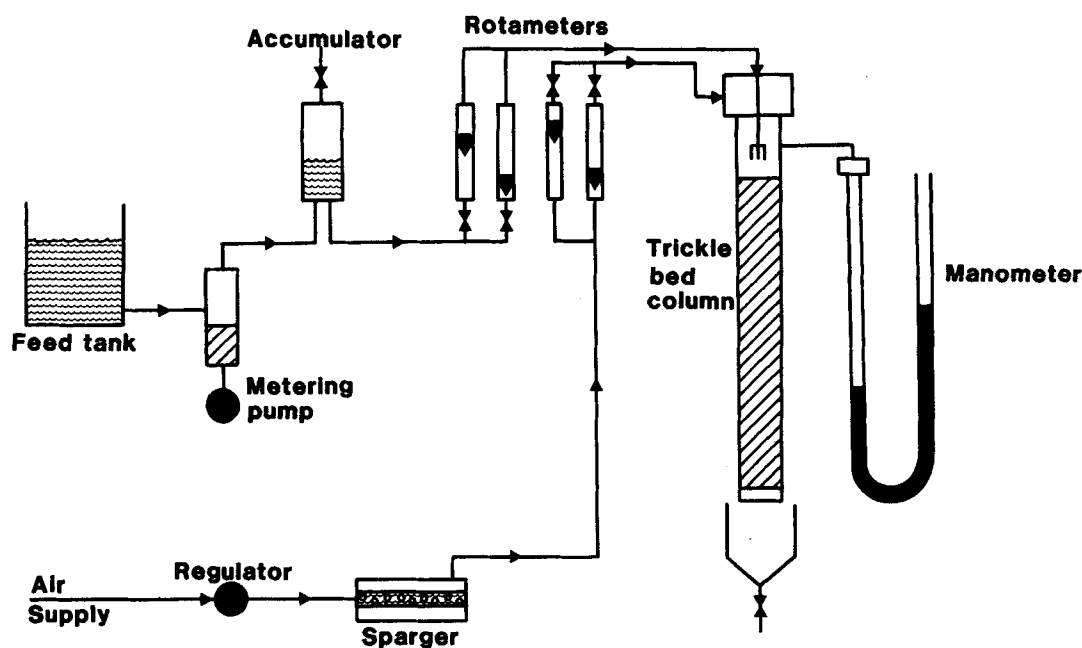 Rotameters
Accumulator
Trickle
bed
column
Manometer
Feed tank
Metering
pump
Regulator
Air
Supply
Sparger